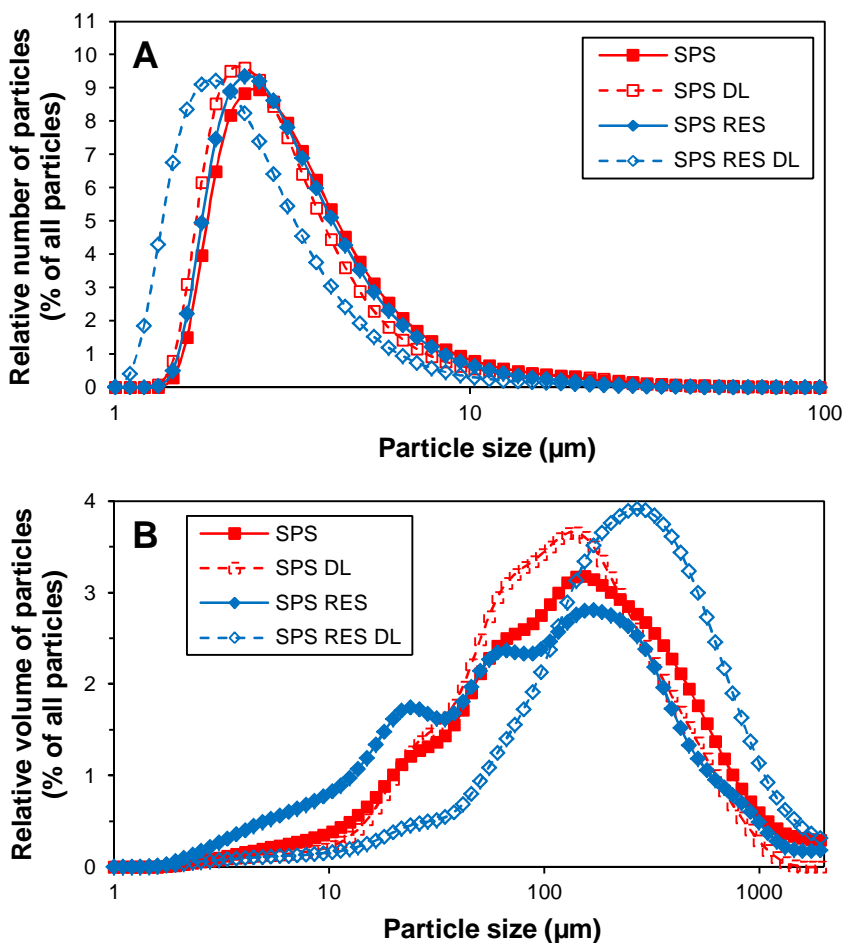 A
Relative number of particles
(% of all particles)
11
10
9
8
7
6
5
4
3
2
1
0
SPS
SPS DL
SPS RES
SPS RES DL
1 10 100
Particle size (µm)
B
Relative volume of particles
(% of all particles)
4
3
2
1
0
SPS
SPS DL
SPS RES
SPS RES DL
1 10 100 1000
Particle size (µm)